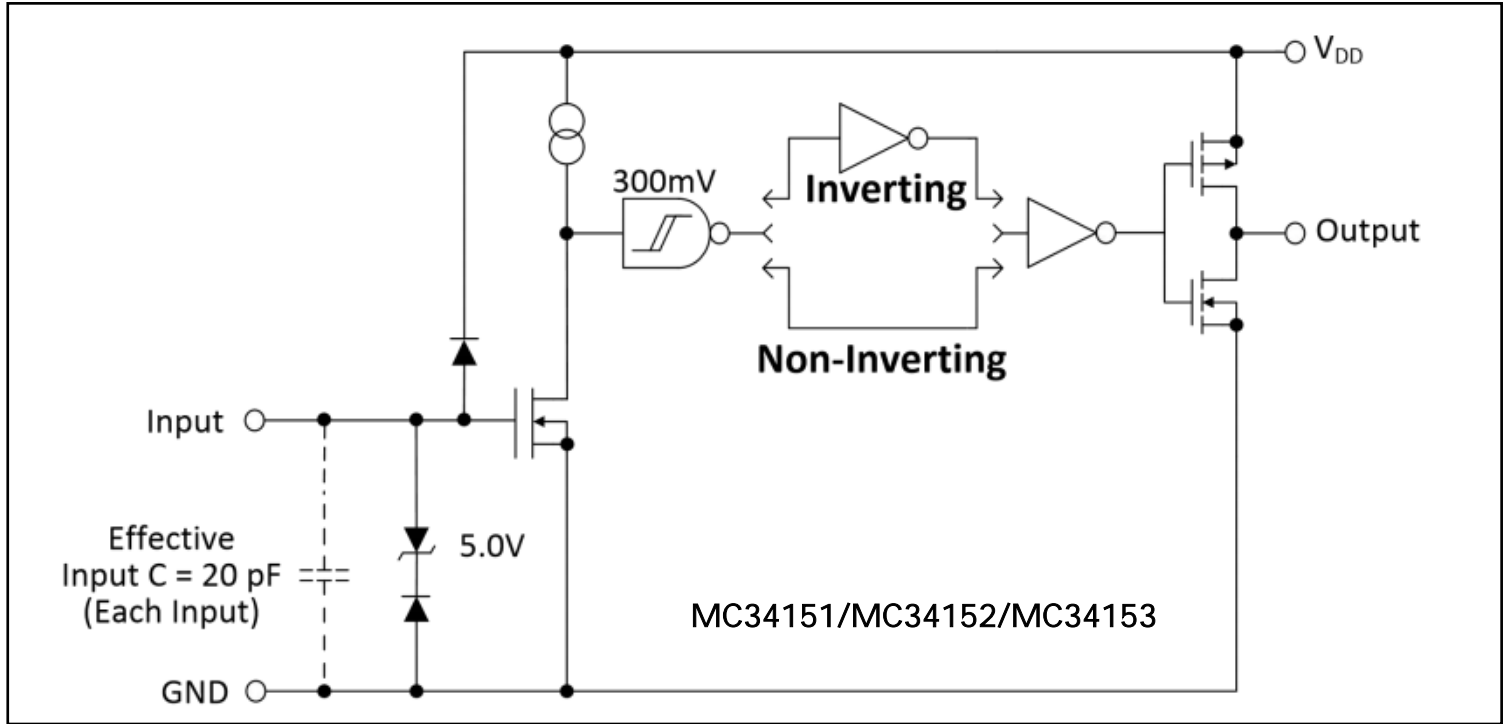 V_DD
300mV
Inverting
Output
Non-Inverting
Input
Effective
Input C = 20 pF
(Each Input)
5.0V
MC34151/MC34152/MC34153
GND